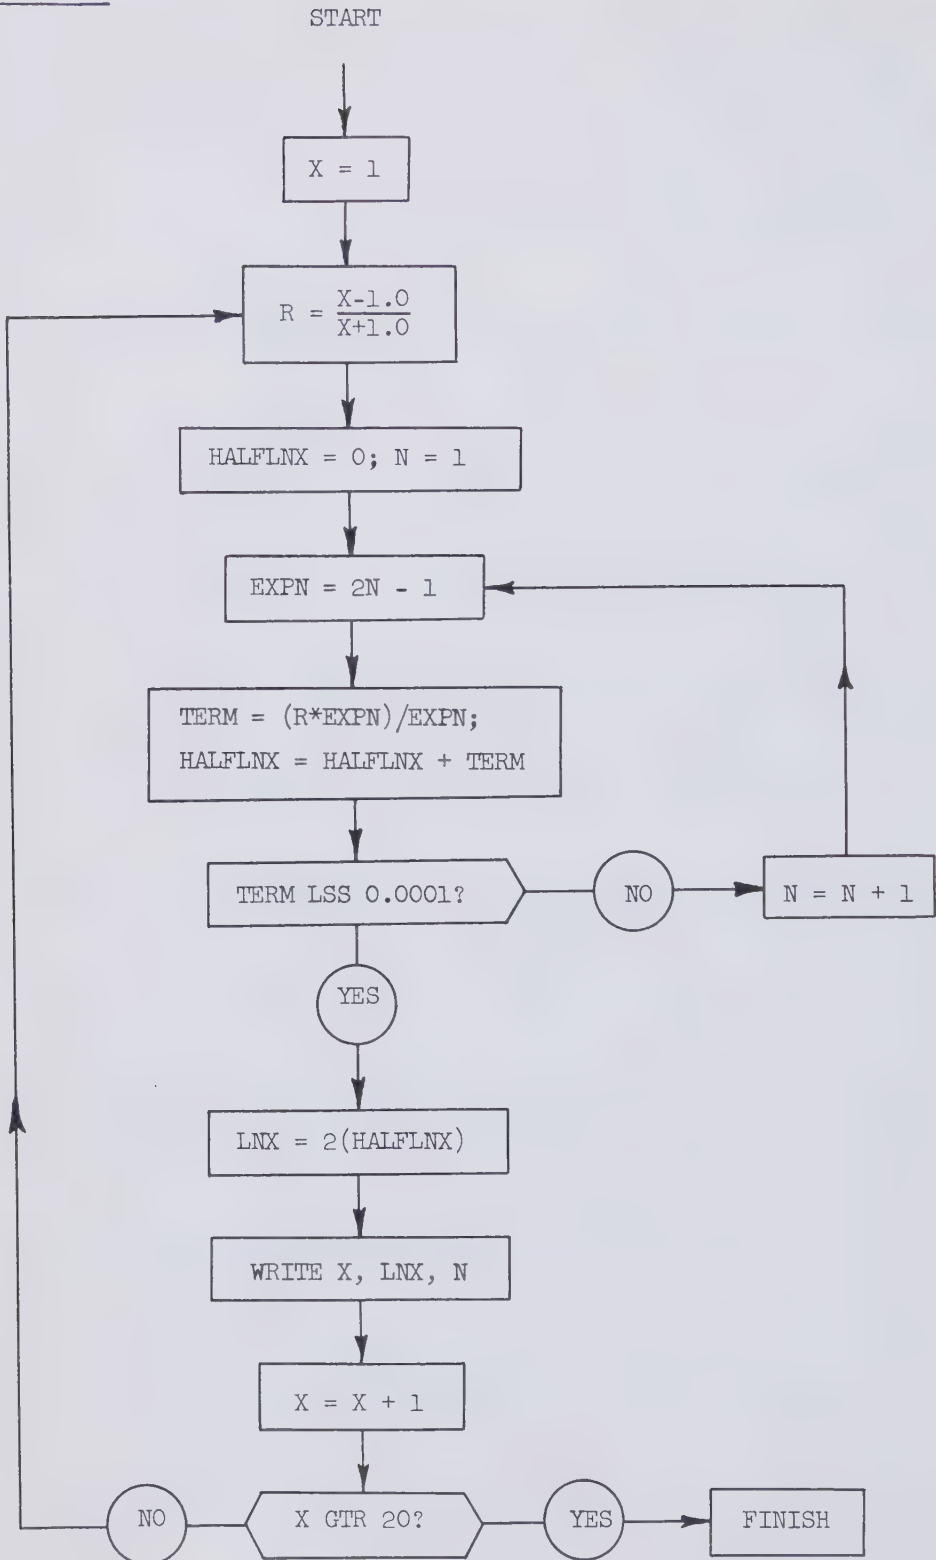 START
X = 1
R = X-1.0
X+1.0
HALFLNX = 0; N = 1
EXPN = 2N - 1
TERM = (R*EXPN)/EXPN;
HALFLNX = HALFLNX + TERM
TERM LSS 0.0001?
NO
N = N + 1
YES
LNX = 2(HALFLNX)
WRITE X, LNX, N
X = X + 1
NO
X GTR 20?
YES
FINISH